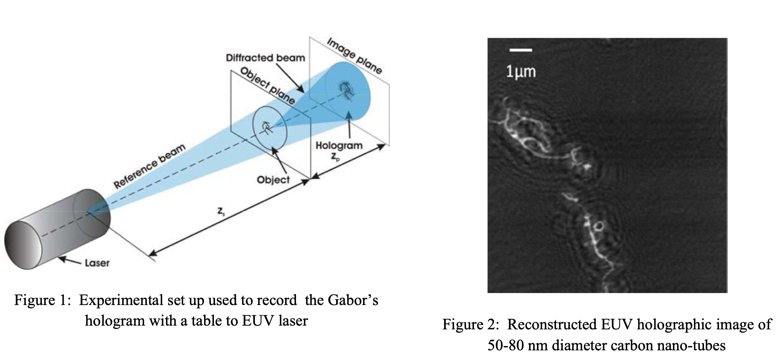 Image plane
Diffracted beam
Object plane
Reference beam
Hologram
zp
Object
z1
Laser
Figure 1:  Experimental set up used to record  the Gabor's
hologram with a table to EUV laser
1μm
Figure 2:  Reconstructed EUV holographic image of
50-80 nm diameter carbon nano-tubes